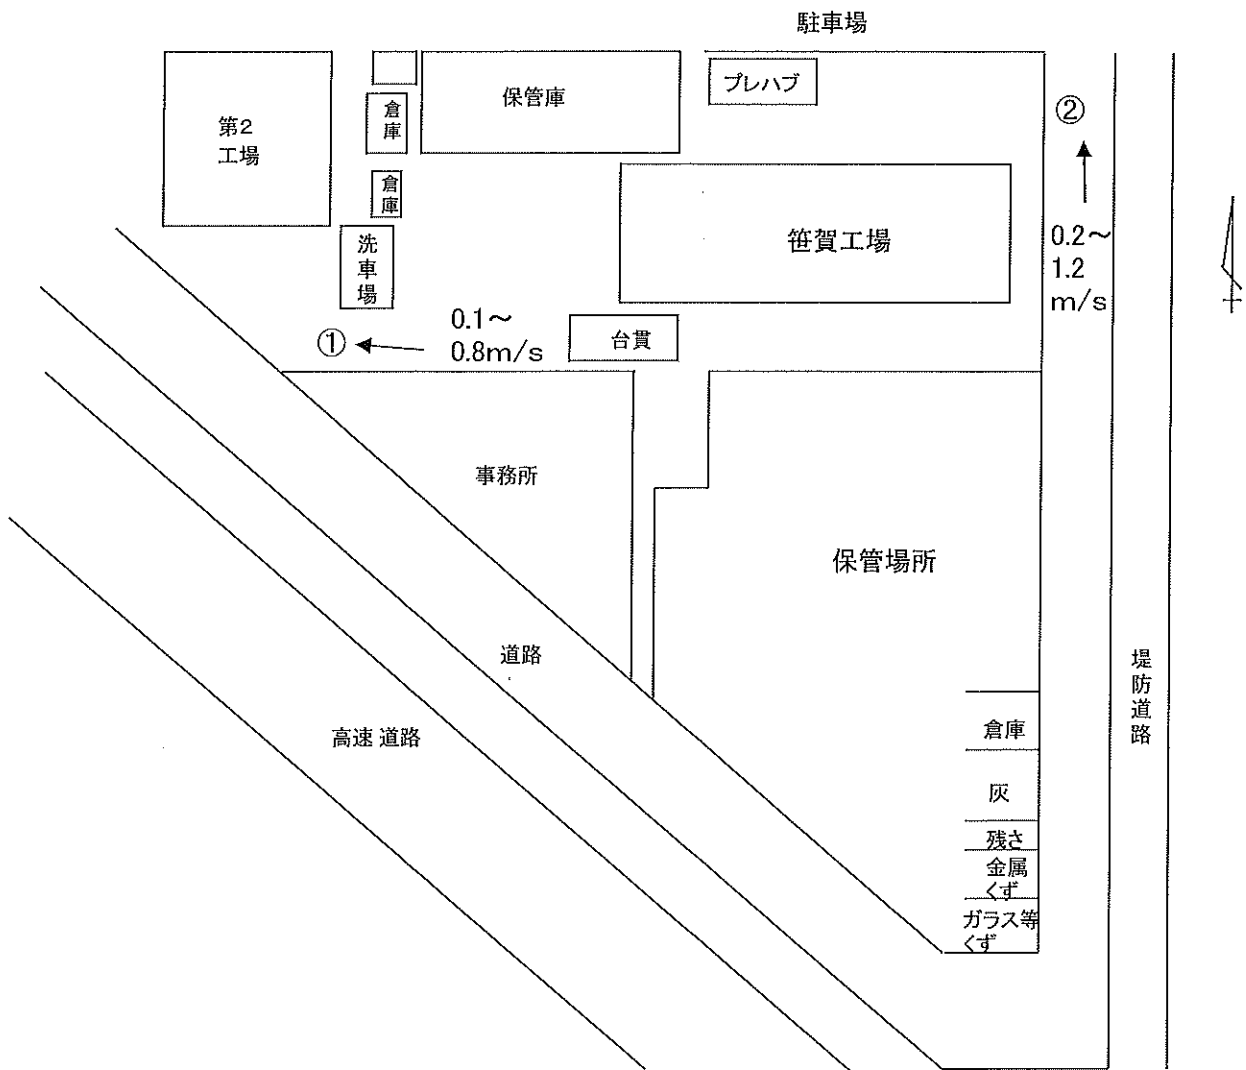 駐車場
プレハブ
保管庫
倉庫
第2
工場
②
倉庫
笹賀工場
洗車場
0.2～
1.2
m/s
0.1～
0.8m/s
①
台貫
事務所
保管場所
道路
堤防道路
高速 道路
倉庫
灰
残さ
金属
くず
ガラス等
くず